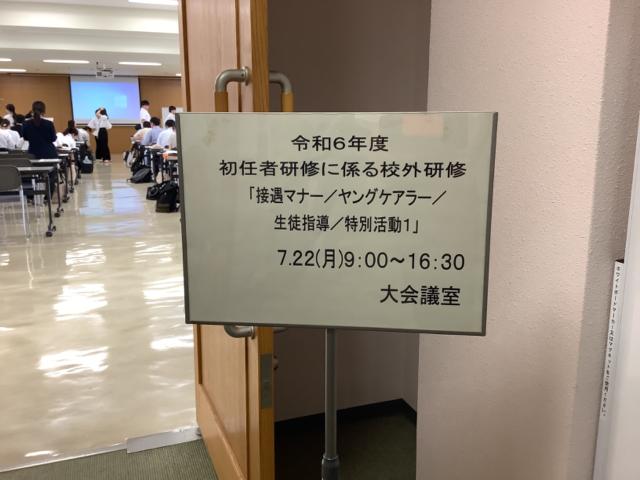 令和6年度
初任者研修に係る校外研修
「接遇マナー／ヤングケアラー／
生徒指導／特別活動1」
7.22(月)9:00～16:30
大会議室